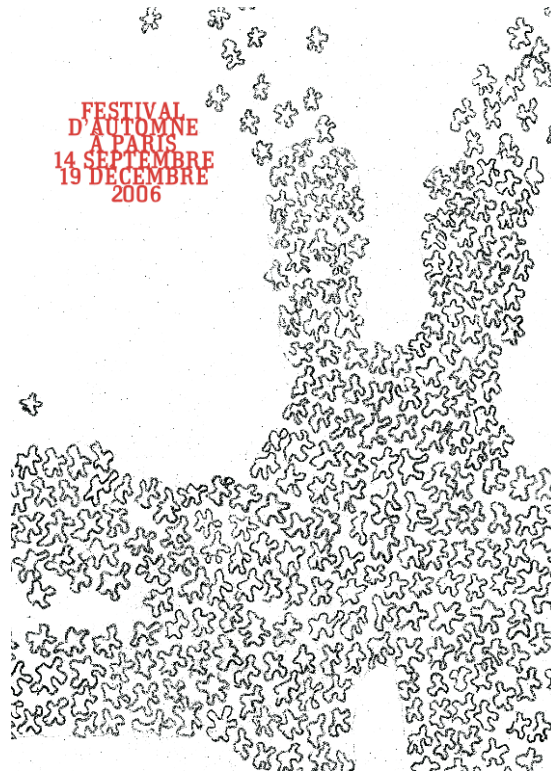 FESTIVAL
D'AUTOMNE
À PARIS
14 SEPTEMBRE
19 DÉCEMBRE
2006